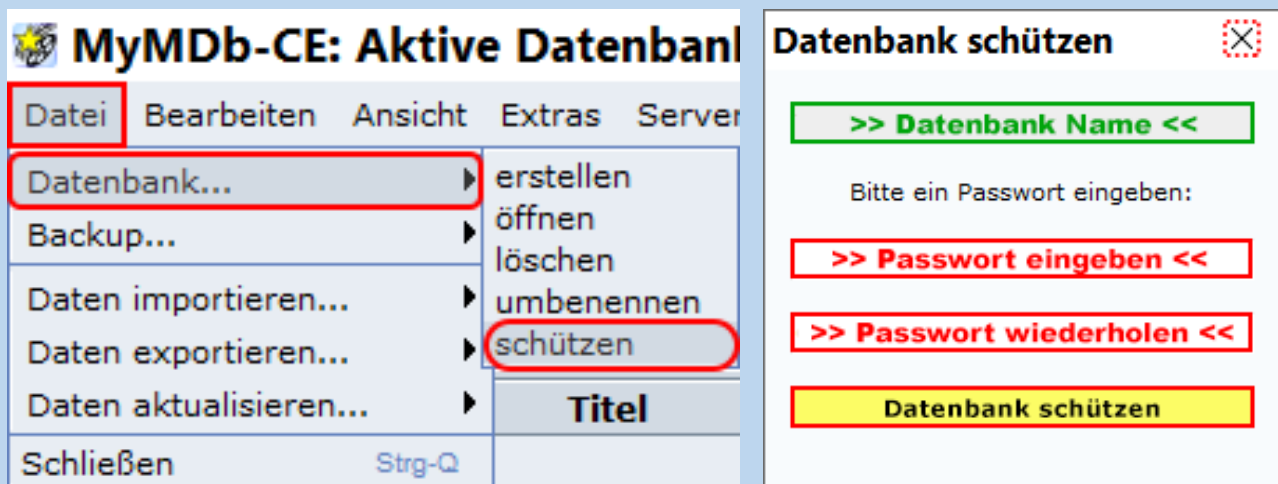 MyMDb-CE: Aktive Datenbank
Datei Bearbeiten Ansicht Extras Server
Datenbank...
Backup...
Daten importieren...
Daten exportieren...
Daten aktualisieren...
Schließen Strg-Q
erstellen
öffnen
löschen
umbenennen
schützen
Titel
Datenbank schützen
>> Datenbank Name <<
Bitte ein Passwort eingeben:
>> Passwort eingeben <<
>> Passwort wiederholen <<
Datenbank schützen